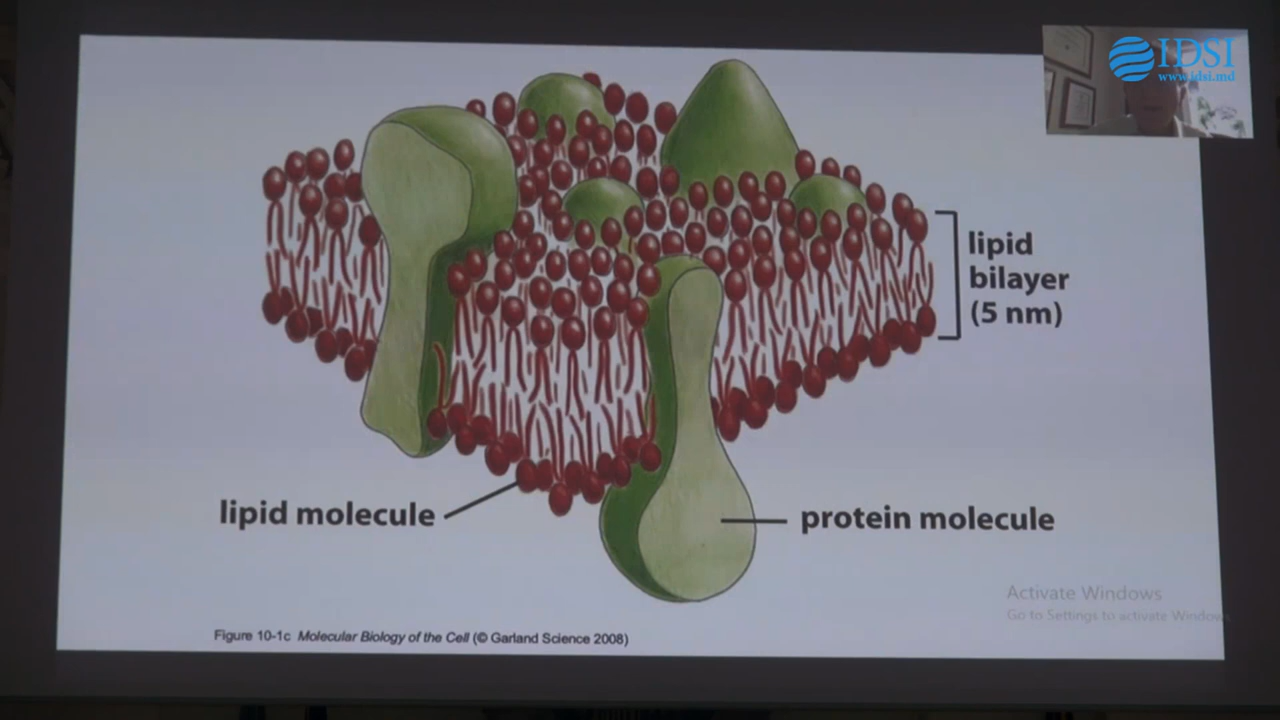 IDSI
www.idsi.md
lipid
bilayer
(5 nm)
lipid molecule
protein molecule
Activate Windows
Go to Settings to activate Windows
Figure 10-1c Molecular Biology of the Cell (© Garland Science 2008)